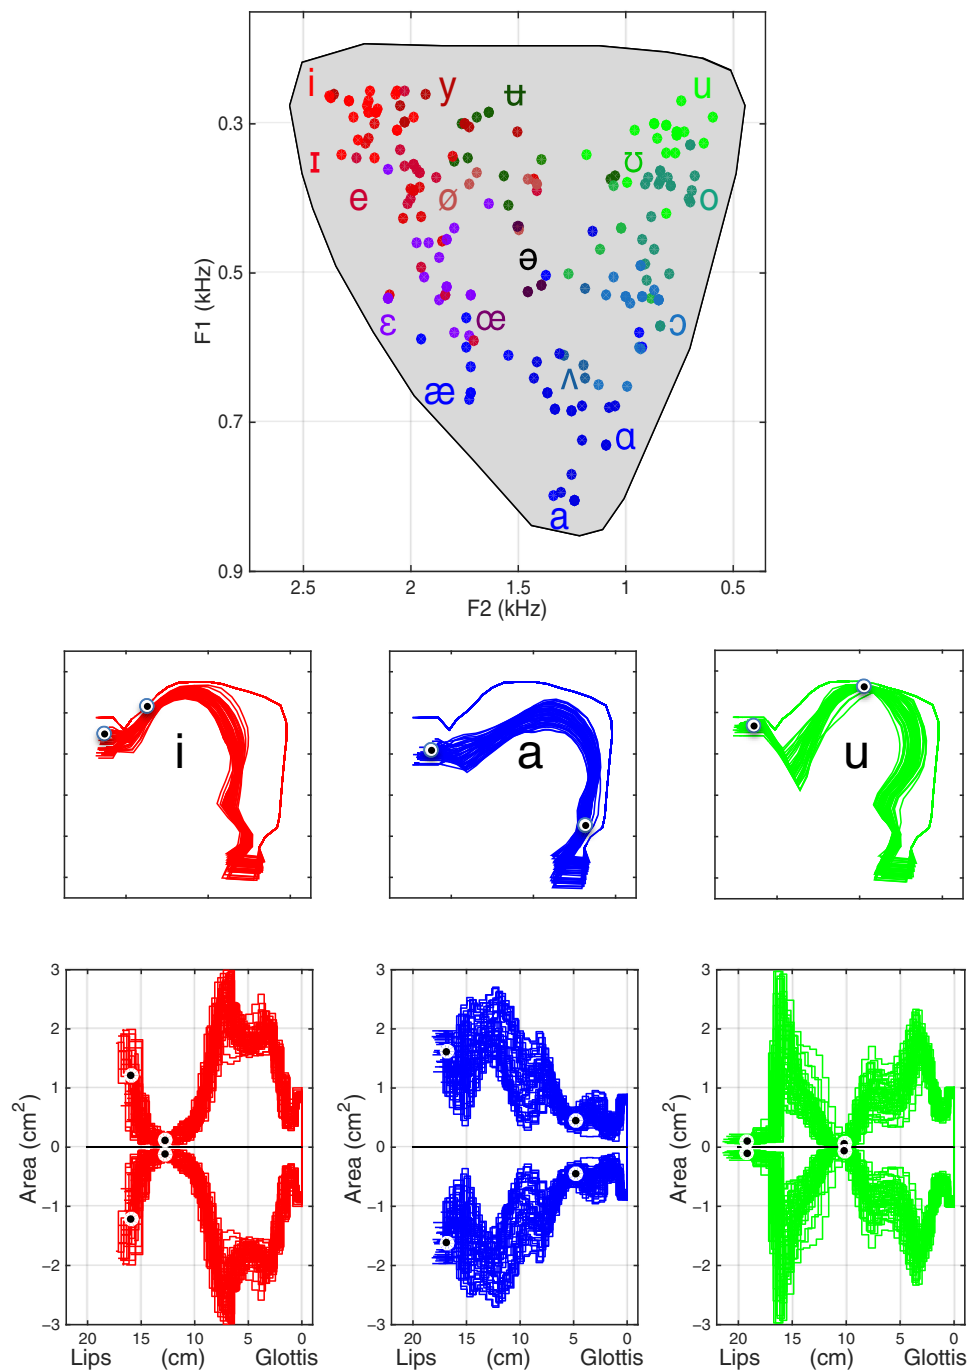 i y ʉ u
0.3
ɪ e ø ʊ o
ə
0.5
ɛ œ ɔ
æ ʌ
0.7
ɑ
a
0.9
2.5 2 1.5 1 0.5
F1 (kHz)
F2 (kHz)
i a u
3 3 3
2 2 2
1 1 1
0 0 0
−1 −1 −1
−2 −2 −2
−3 −3 −3
Area (cm²) Area (cm²) Area (cm²)
20 15 10 5 0 20 15 10 5 0 20 15 10 5 0
Lips (cm) Glottis Lips (cm) Glottis Lips (cm) Glottis